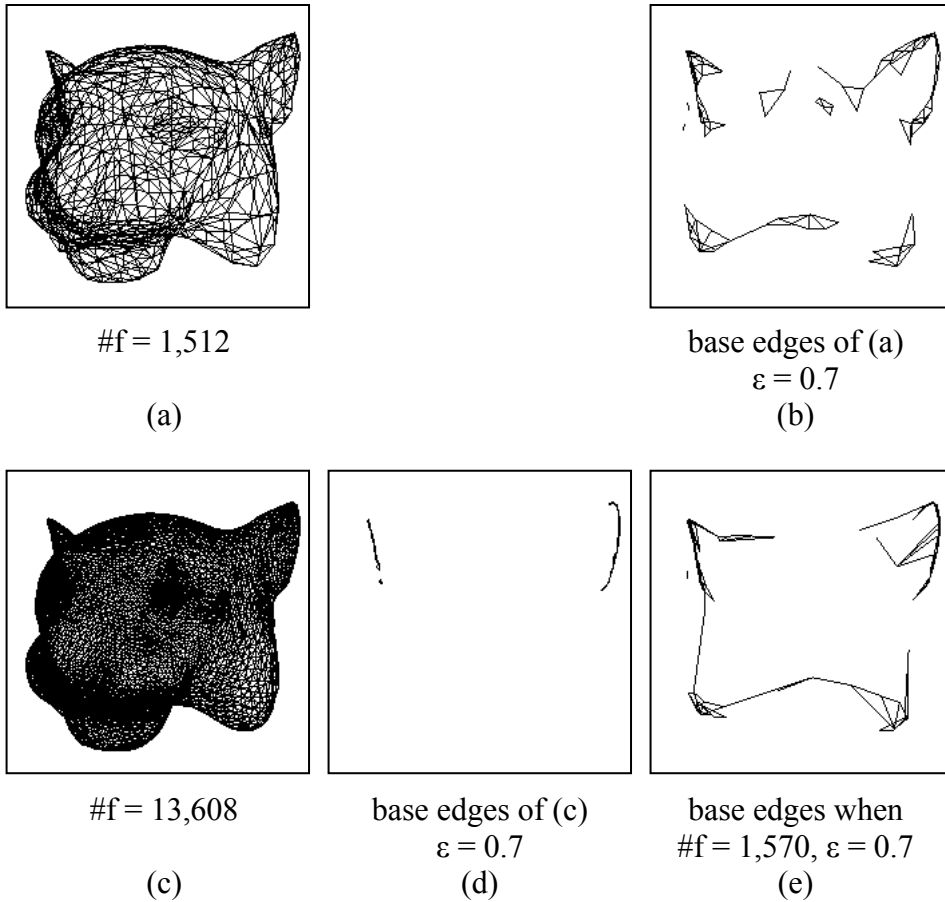 #f = 1,512
base edges of (a)
ε = 0.7
(a)
(b)
#f = 13,608
base edges of (c)
ε = 0.7
base edges when
#f = 1,570, ε = 0.7
(c)
(d)
(e)